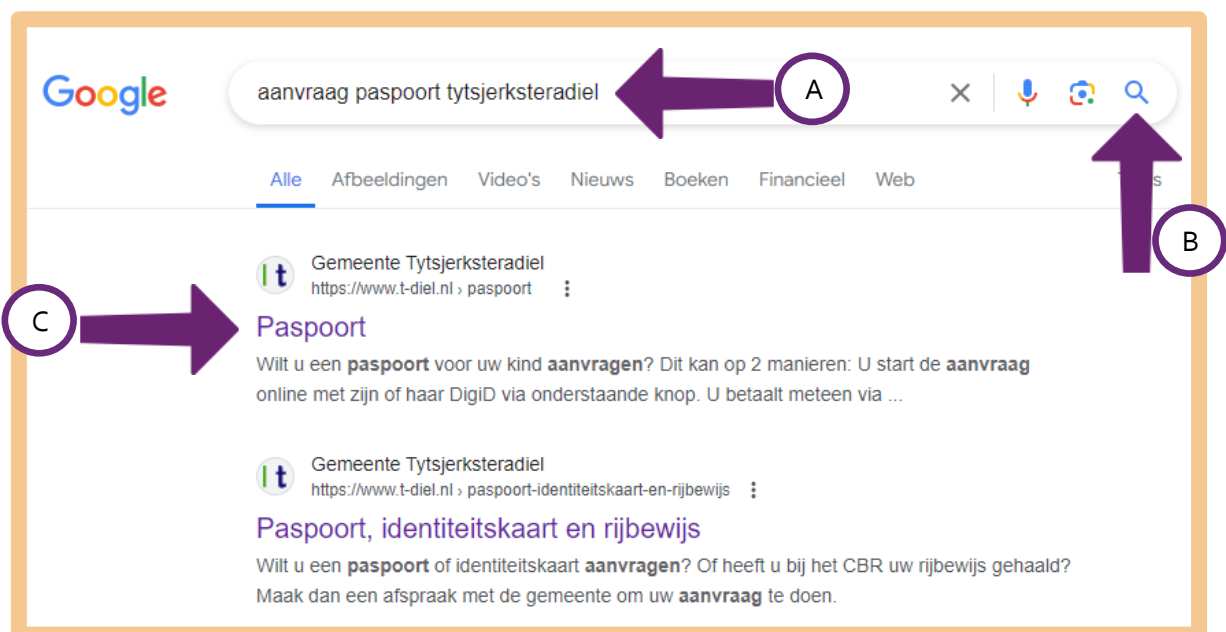 Google
aanvraag paspoort tytsjerksteradiel
A
Alle Afbeeldingen Video's Nieuws Boeken Financieel Web
B
Gemeente Tytsjerksteradiel
https://www.t-diel.nl › paspoort
C
Paspoort
Wilt u een paspoort voor uw kind aanvragen? Dit kan op 2 manieren: U start de aanvraag
online met zijn of haar DigiD via onderstaande knop. U betaalt meteen via ...
Gemeente Tytsjerksteradiel
https://www.t-diel.nl › paspoort-identiteitskaart-en-rijbewijs
Paspoort, identiteitskaart en rijbewijs
Wilt u een paspoort of identiteitskaart aanvragen? Of heeft u bij het CBR uw rijbewijs gehaald?
Maak dan een afspraak met de gemeente om uw aanvraag te doen.